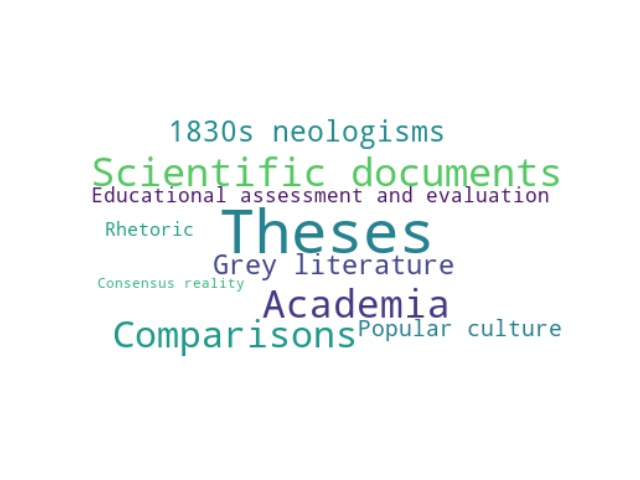 1830s neologisms
Scientific documents
Educational assessment and evaluation
Rhetoric
Theses
Grey literature
Consensus reality
Academia
Comparisons
Popular culture